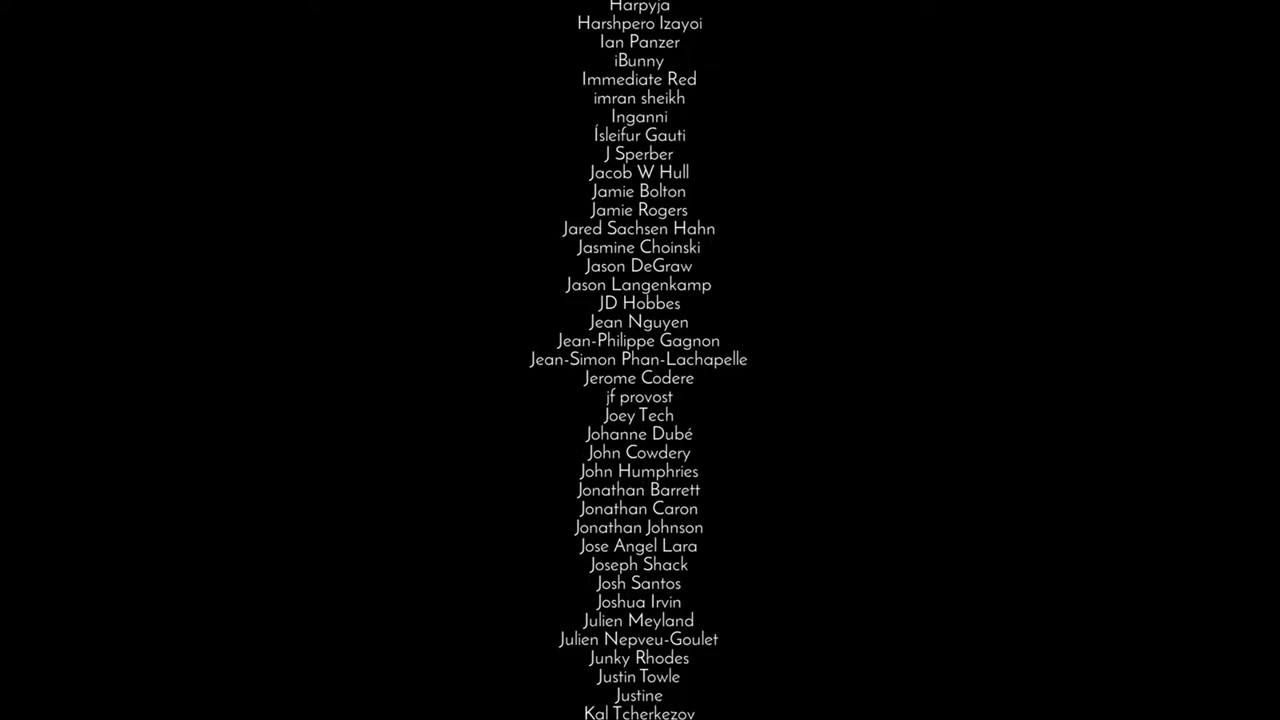 Harpyja
Harshpero Izayoi
Ian Panzer
iBunny
Immediate Red
imran sheikh
Inganni
Ísleifur Gauti
J Sperber
Jacob W Hull
Jamie Bolton
Jamie Rogers
Jared Sachsen Hahn
Jasmine Choinski
Jason DeGraw
Jason Langenkamp
JD Hobbes
Jean Nguyen
Jean-Philippe Gagnon
Jean-Simon Phan-Lachapelle
Jerome Codere
jf provost
Joey Tech
Johanne Dubé
John Cowdery
John Humphries
Jonathan Barrett
Jonathan Caron
Jonathan Johnson
Jose Angel Lara
Joseph Shack
Josh Santos
Joshua Irvin
Julien Meyland
Julien Nepveu-Goulet
Junky Rhodes
Justin Towle
Justine
Kal Tcherkezov